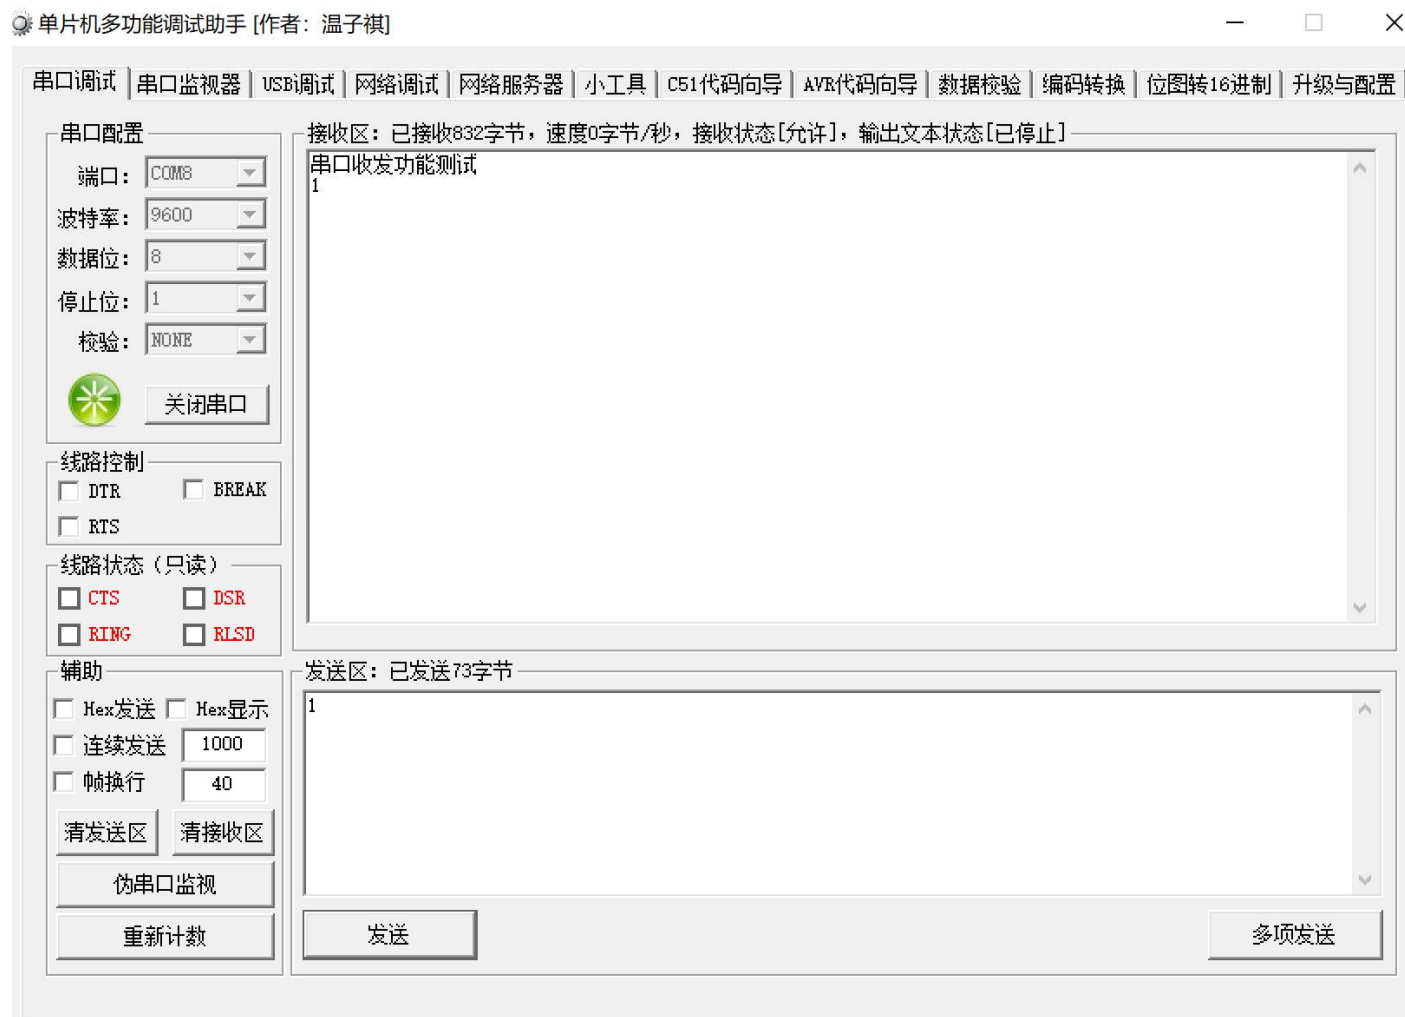 单片机多功能调试助手 [作者：温子祺]
串口调试 串口监视器 USB调试 网络调试 网络服务器 小工具 C51代码向导 AVR代码向导 数据校验 编码转换 位图转16进制 升级与配置
串口配置
端口： COM8
波特率： 9600
数据位： 8
停止位： 1
校验： NONE
关闭串口
线路控制
DTR BREAK
RTS
线路状态（只读）
CTS DSR
RING RLSD
辅助
Hex发送 Hex显示
连续发送 1000
帧换行 40
清发送区 清接收区
伪串口监视
重新计数
接收区：已接收832字节，速度0字节/秒，接收状态[允许]，输出文本状态[已停止]
串口收发功能测试
1
发送区：已发送73字节
1
发送 多项发送